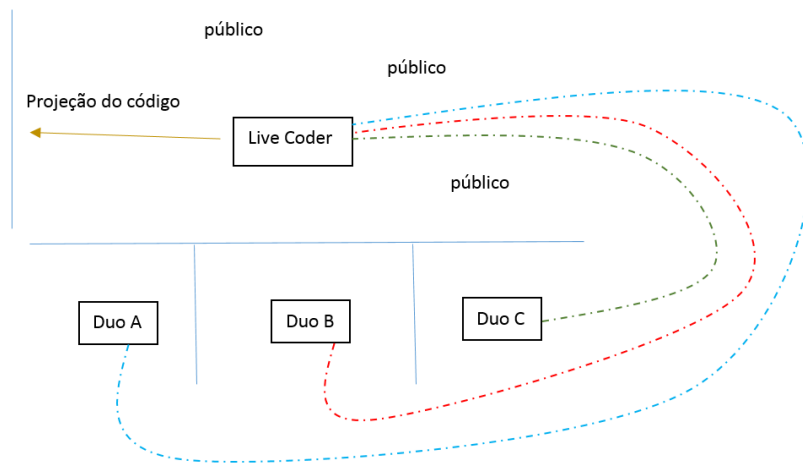 público
público
Projeção do código
Live Coder
público
Duo A
Duo B
Duo C